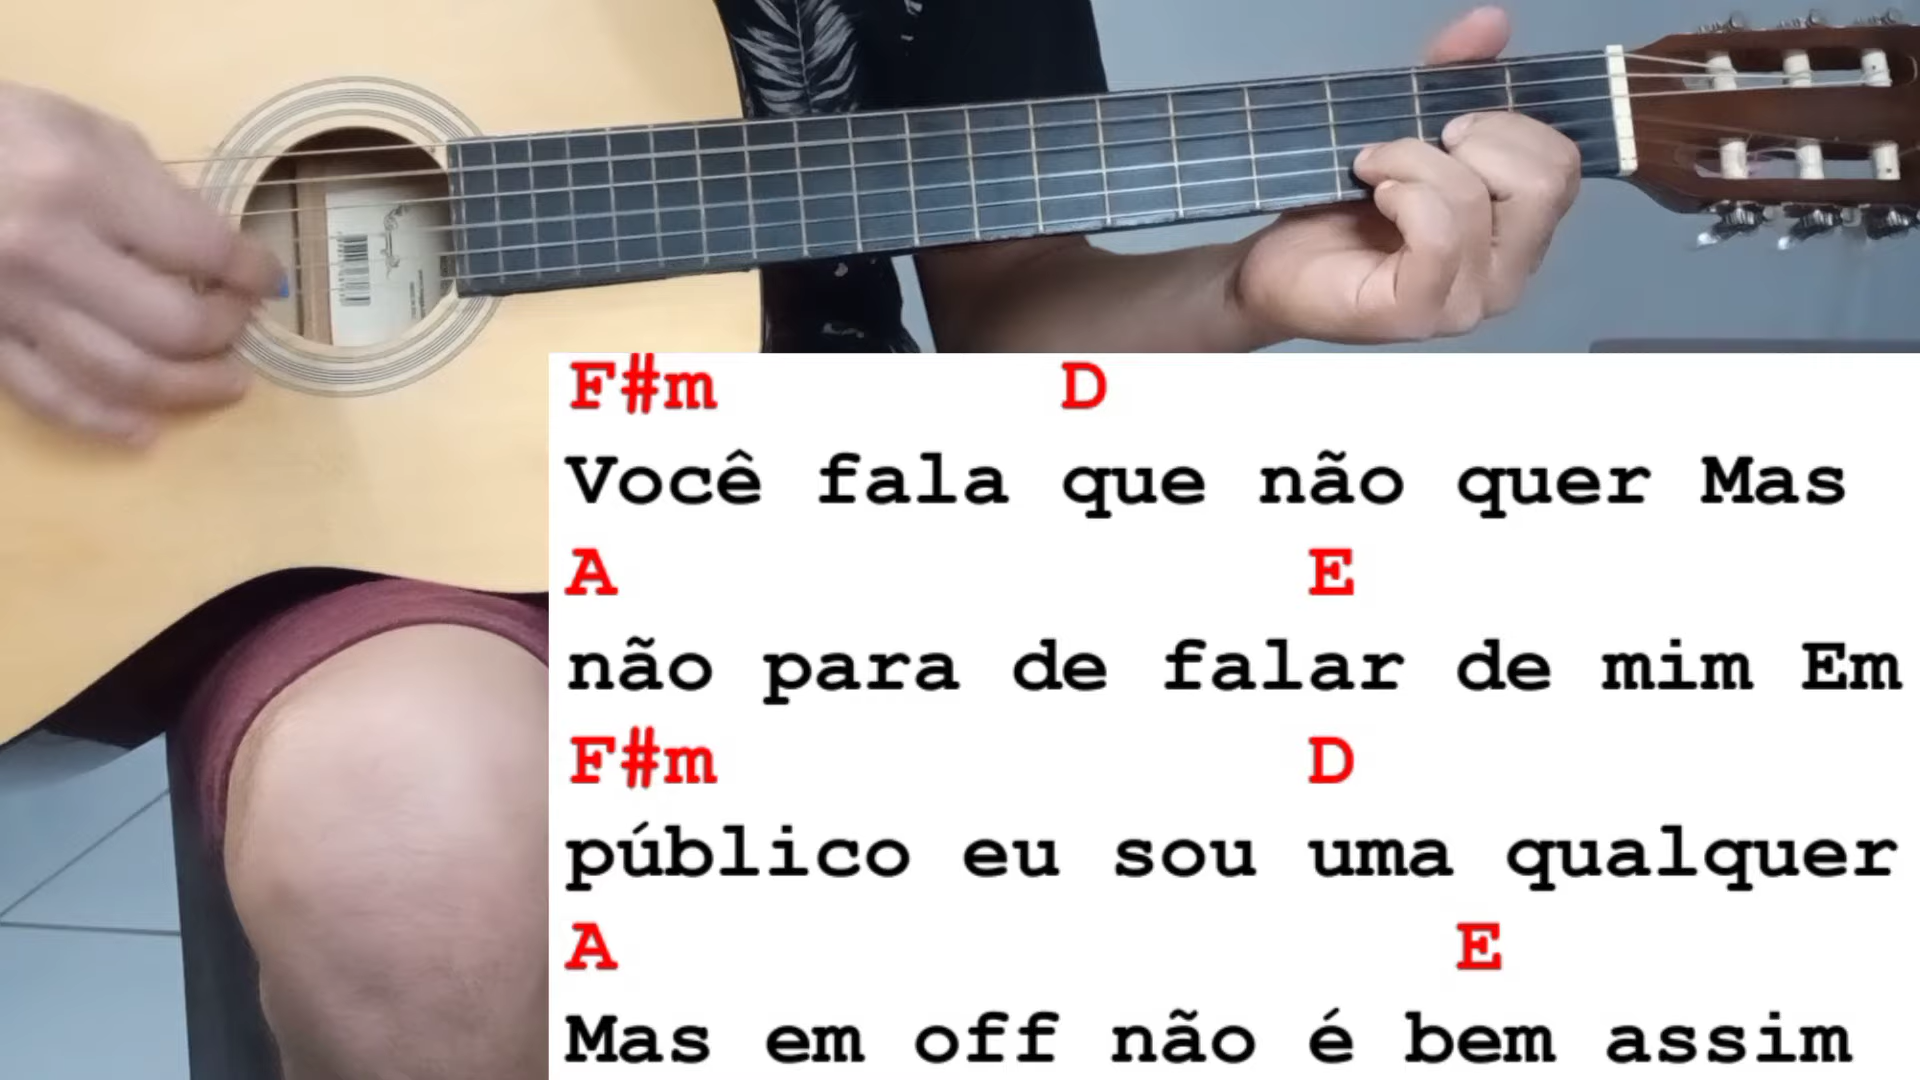 F#m D
Você fala que não quer Mas
A E
não para de falar de mim Em
F#m D
público eu sou uma qualquer
A E
Mas em off não é bem assim